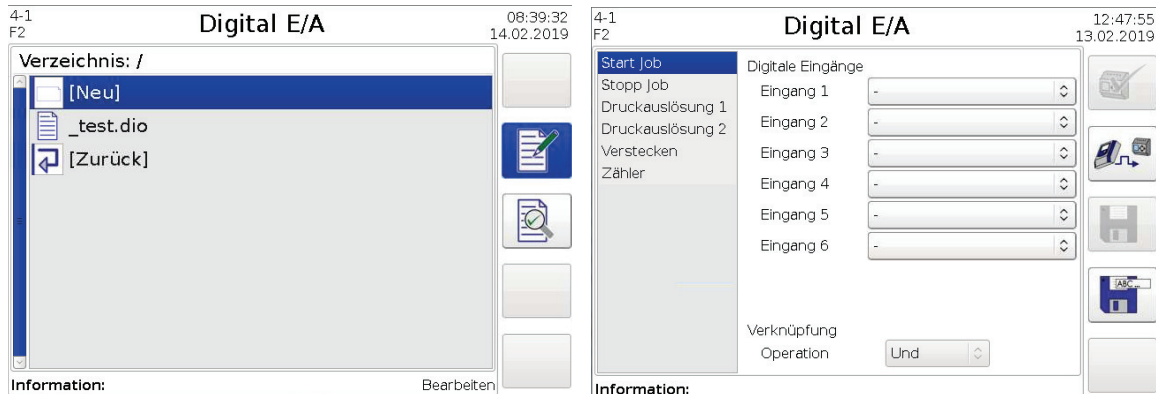 4-1
F2
Digital E/A
08:39:32
14.02.2019
Verzeichnis: /
[Neu]
_test.dio
[Zurück]
Information:
Bearbeiten
4-1
F2
Digital E/A
12:47:55
13.02.2019
Start Job
Stopp Job
Druckauslösung 1
Druckauslösung 2
Verstecken
Zähler
Digitale Eingänge
Eingang 1 -
Eingang 2 -
Eingang 3 -
Eingang 4 -
Eingang 5 -
Eingang 6 -
Verknüpfung
Operation Und
ABC...
Information: